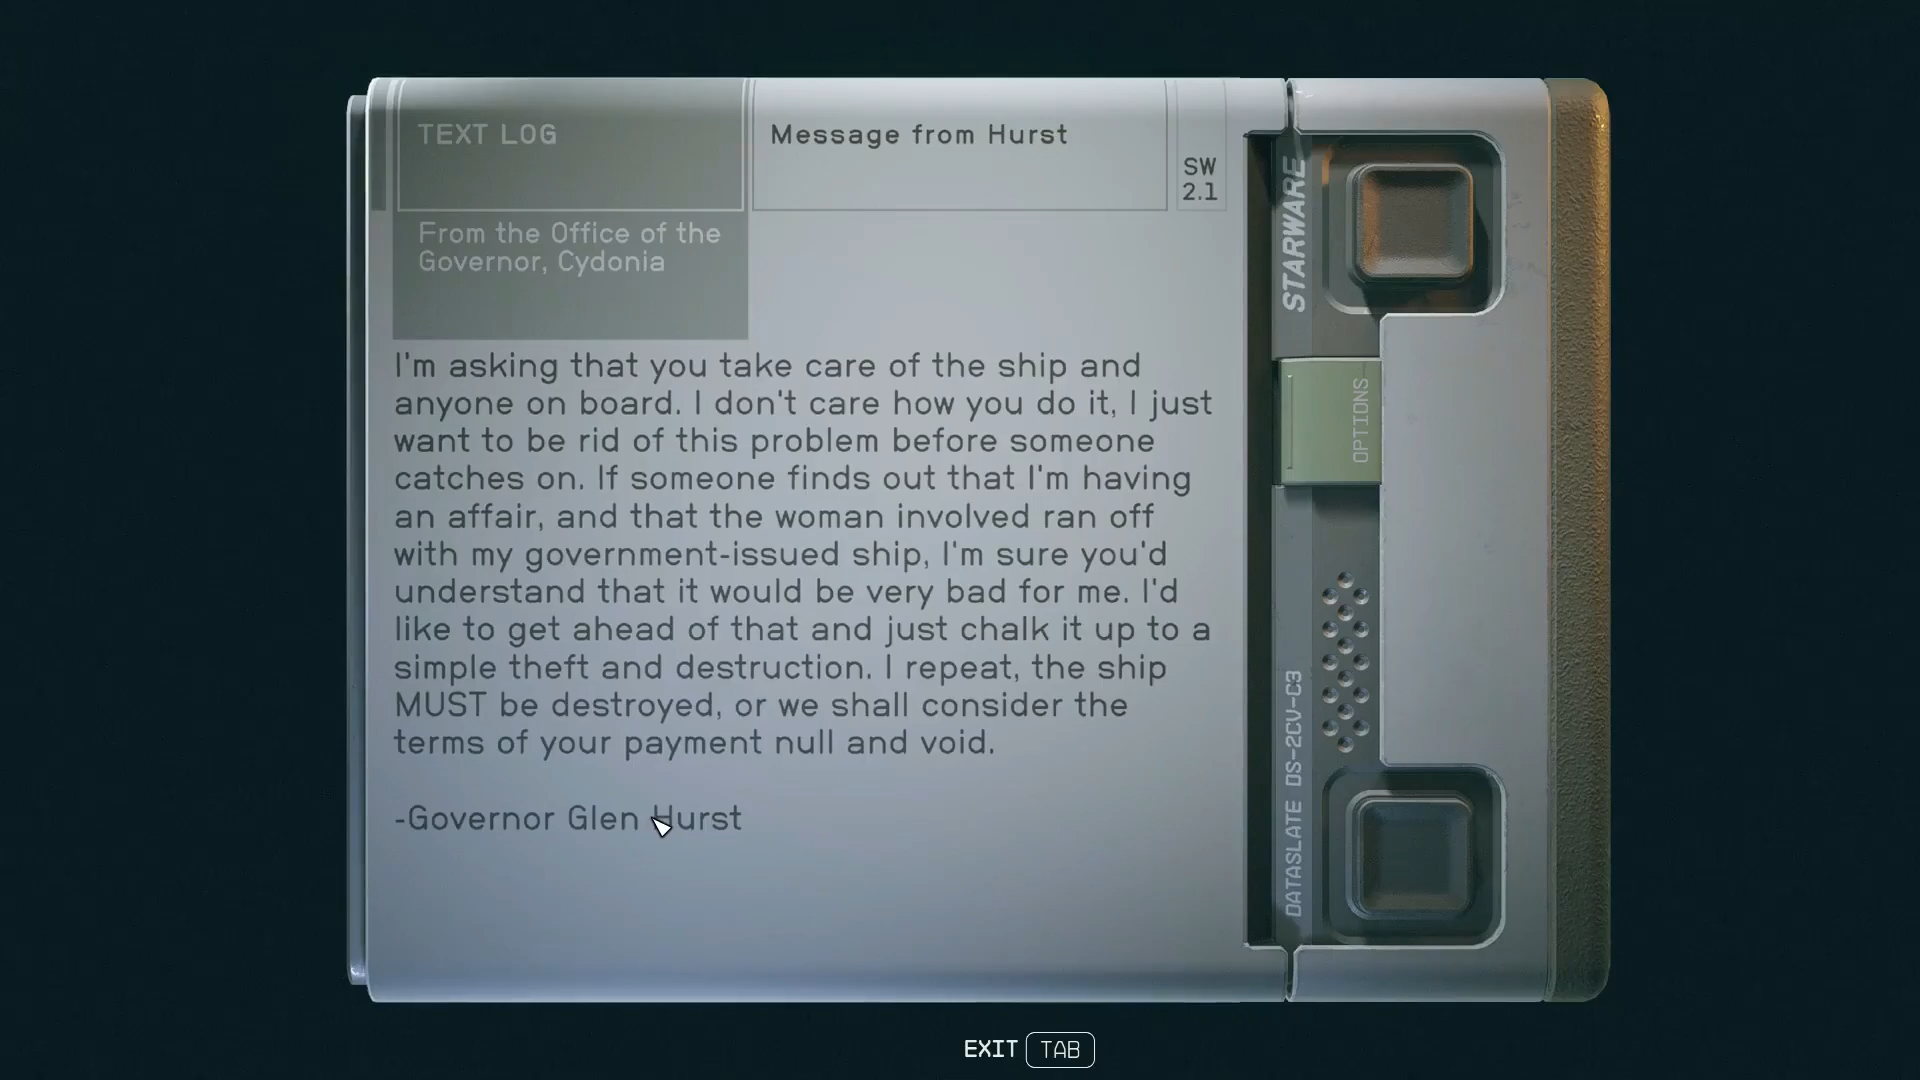 TEXT LOG
Message from Hurst
SW
2.1
From the Office of the
Governor, Cydonia
I'm asking that you take care of the ship and
anyone on board. I don't care how you do it, I just
want to be rid of this problem before someone
catches on. If someone finds out that I'm having
an affair, and that the woman involved ran off
with my government-issued ship, I'm sure you'd
understand that it would be very bad for me. I'd
like to get ahead of that and just chalk it up to a
simple theft and destruction. I repeat, the ship
MUST be destroyed, or we shall consider the
terms of your payment null and void.
-Governor Glen Hurst
STARWARE
OPTIONS
DATASLATE DS-2CV-C3
EXIT TAB